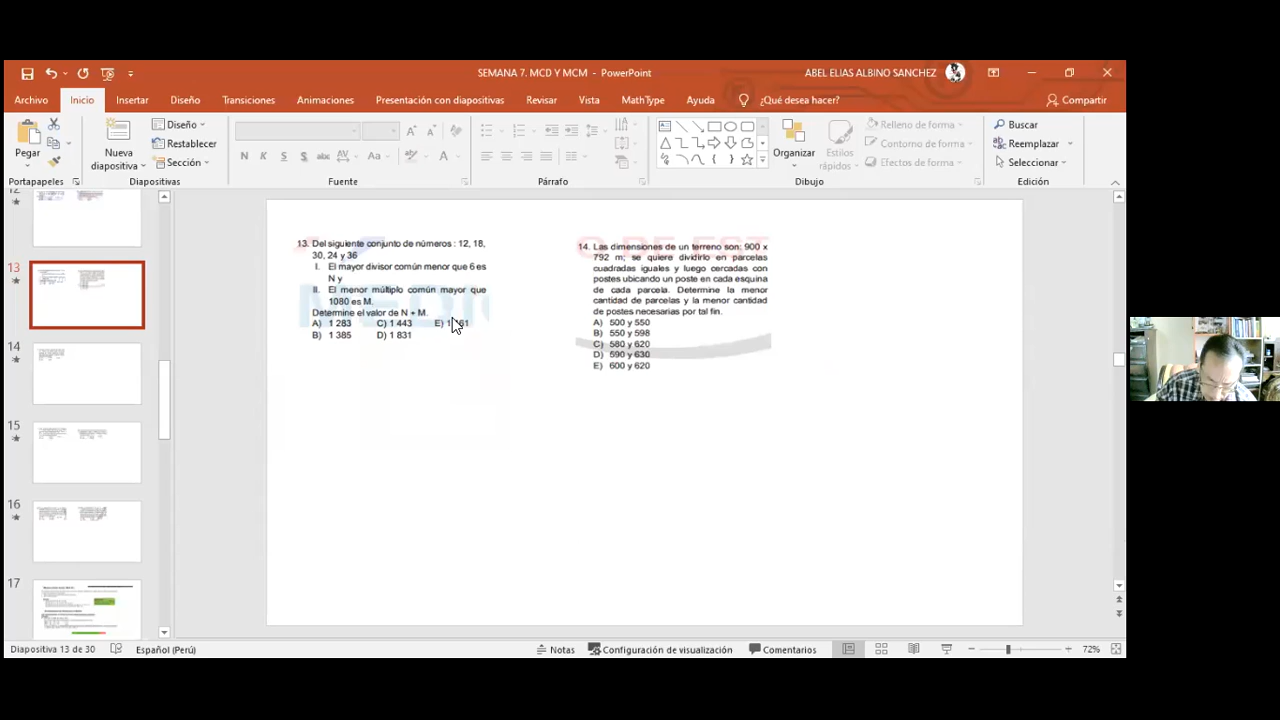 SEMANA 7. MCD Y MCM - PowerPoint
ABEL ELIAS ALBINO SANCHEZ
Archivo Inicio Insertar Diseño Transiciones Animaciones Presentación con diapositivas Revisar Vista MathType Ayuda ¿Qué desea hacer? Compartir
Pegar
Nueva diapositiva
Diseño
Restablecer
Sección
Organizar
Estilos rápidos
Relleno de forma
Contorno de forma
Efectos de forma
Buscar
Reemplazar
Seleccionar
Portapapeles Diapositivas Fuente Párrafo Dibujo Edición
12
13
14
15
16
17
13. Del siguiente conjunto de números : 12, 18,
30, 24 y 36
I. El mayor divisor común menor que 6 es
N y
II. El menor múltiplo común mayor que
1080 es M.
Determine el valor de N + M.
A) 1 283 C) 1 443 E) 1
B) 1 385 D) 1 831
14. Las dimensiones de un terreno son: 900 x
792 m; se quiere dividirlo en parcelas
cuadradas iguales y luego cercadas con
postes ubicando un poste en cada esquina
de cada parcela. Determine la menor
cantidad de parcelas y la menor cantidad
de postes necesarias por tal fin.
A) 500 y 550
B) 550 y 598
C) 580 y 620
D) 590 y 630
E) 600 y 620
Diapositiva 13 de 30 Español (Perú) Notas Configuración de visualización Comentarios 72%